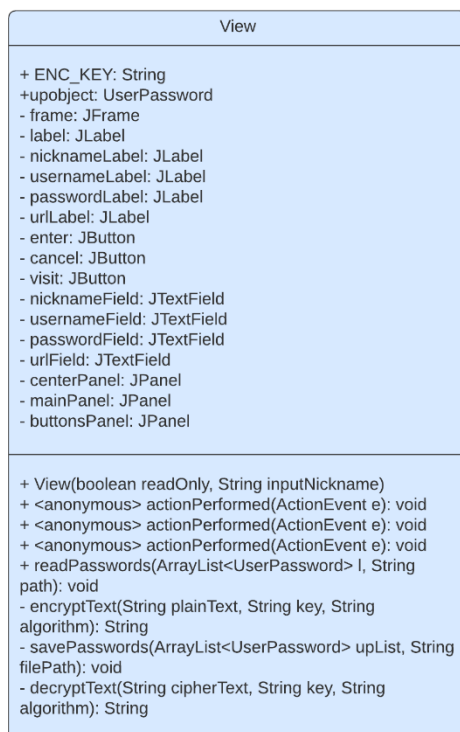 View
+ ENC_KEY: String
+upobject: UserPassword
- frame: JFrame
- label: JLabel
- nicknameLabel: JLabel
- usernameLabel: JLabel
- passwordLabel: JLabel
- urlLabel: JLabel
- enter: JButton
- cancel: JButton
- visit: JButton
- nicknameField: JTextField
- usernameField: JTextField
- passwordField: JTextField
- urlField: JTextField
- centerPanel: JPanel
- mainPanel: JPanel
- buttonsPanel: JPanel
+ View(boolean readOnly, String inputNickname)
+ <anonymous> actionPerformed(ActionEvent e): void
+ <anonymous> actionPerformed(ActionEvent e): void
+ <anonymous> actionPerformed(ActionEvent e): void
+ readPasswords(ArrayList<UserPassword> l, String
path): void
- encryptText(String plainText, String key, String
algorithm): String
- savePasswords(ArrayList<UserPassword> upList, String
filePath): void
- decryptText(String cipherText, String key, String
algorithm): String